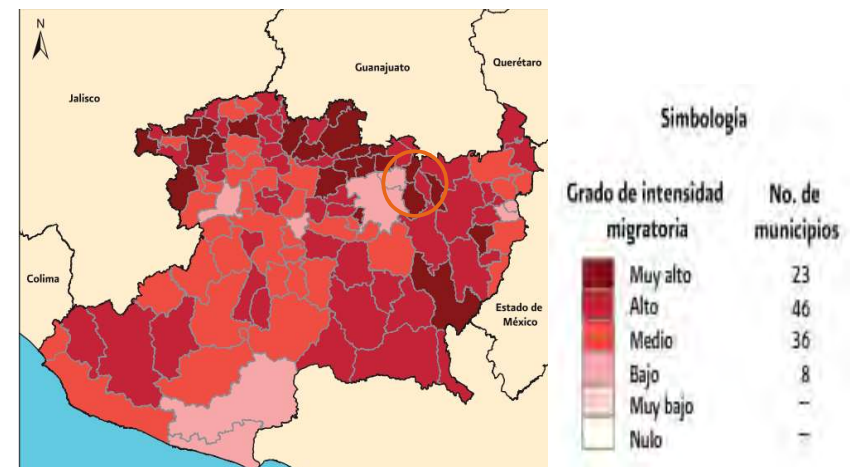 N
Jalisco
Guanajuato
Querétaro
Colima
Estado de
México
Simbología
Grado de intensidad
migratoria
No. de
municipios
Muy alto 23
Alto 46
Medio 36
Bajo 8
Muy bajo –
Nulo –